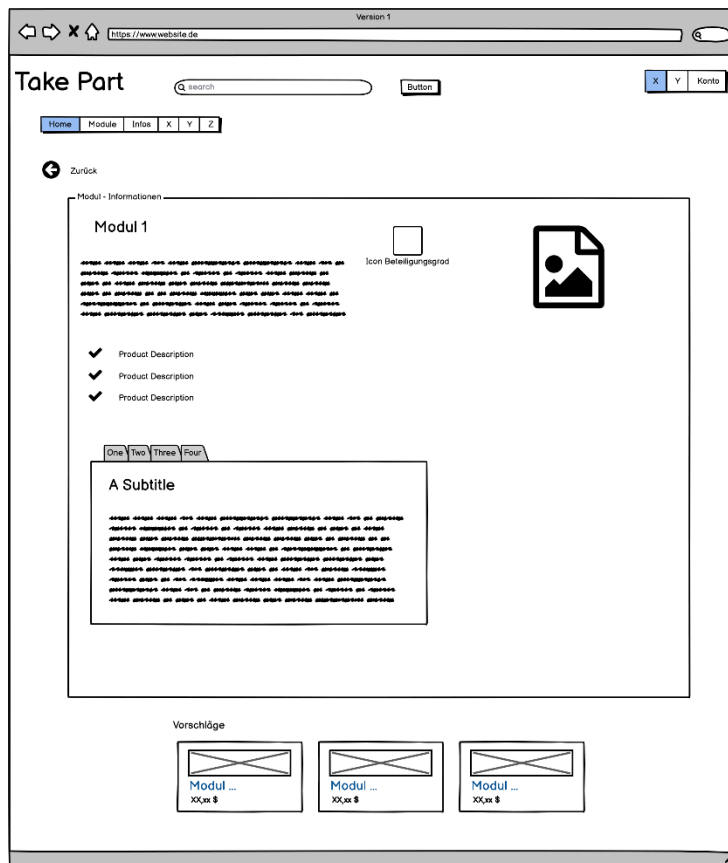 Version 1
https://www.website.de
Take Part
search
Button
X Y Konto
Home Module Infos X Y Z
Zurück
Modul - Informationen
Modul 1
Icon Beteiligungsgrad
Product Description
Product Description
Product Description
One Two Three Four
A Subtitle
Vorschläge
Modul ... Modul ... Modul ...
XX,xx $ XX,xx $ XX,xx $